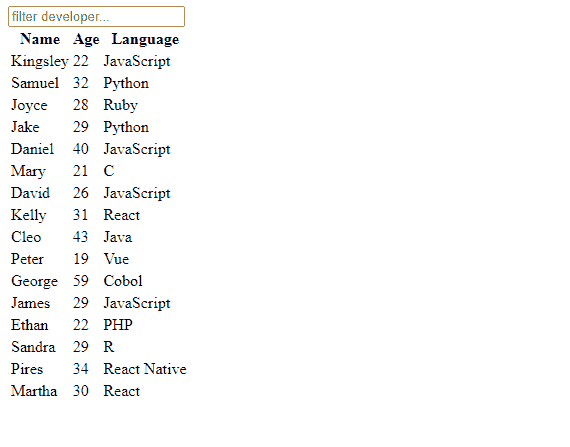 filter developer...
Name Age Language
Kingsley 22 JavaScript
Samuel 32 Python
Joyce 28 Ruby
Jake 29 Python
Daniel 40 JavaScript
Mary 21 C
David 26 JavaScript
Kelly 31 React
Cleo 43 Java
Peter 19 Vue
George 59 Cobol
James 29 JavaScript
Ethan 22 PHP
Sandra 29 R
Pires 34 React Native
Martha 30 React